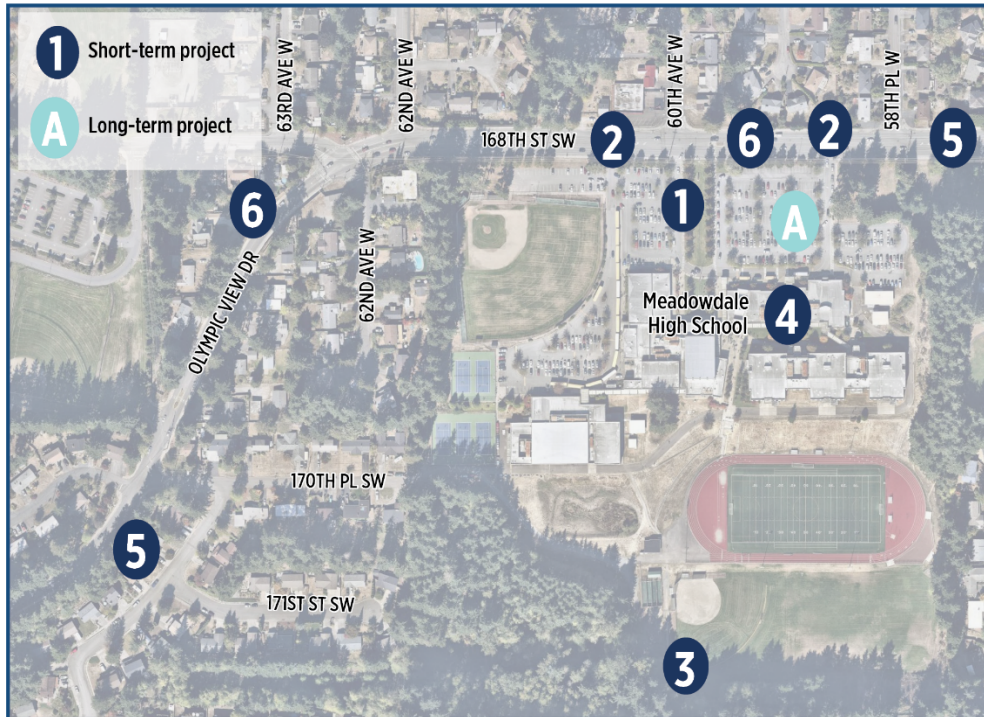 1 Short-term project
A Long-term project
63RD AVE W
62ND AVE W
168TH ST SW
2
60TH AVE W
6
2
58TH PL W
5
6
1
A
OLYMPIC VIEW DR
62ND AVE W
Meadowdale
High School
4
170TH PL SW
5
171ST ST SW
3